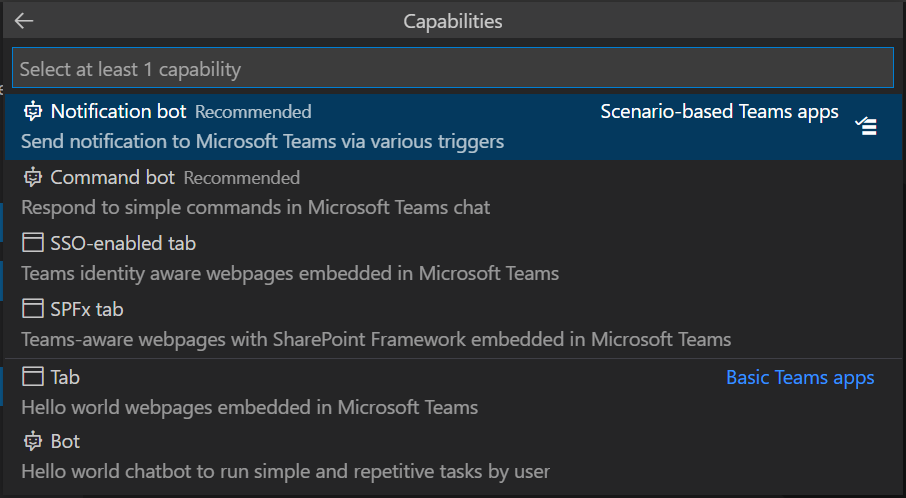 Capabilities
Select at least 1 capability
Notification bot Recommended Scenario-based Teams apps
Send notification to Microsoft Teams via various triggers
Command bot Recommended
Respond to simple commands in Microsoft Teams chat
SSO-enabled tab
Teams identity aware webpages embedded in Microsoft Teams
SPFx tab
Teams-aware webpages with SharePoint Framework embedded in Microsoft Teams
Tab Basic Teams apps
Hello world webpages embedded in Microsoft Teams
Bot
Hello world chatbot to run simple and repetitive tasks by user